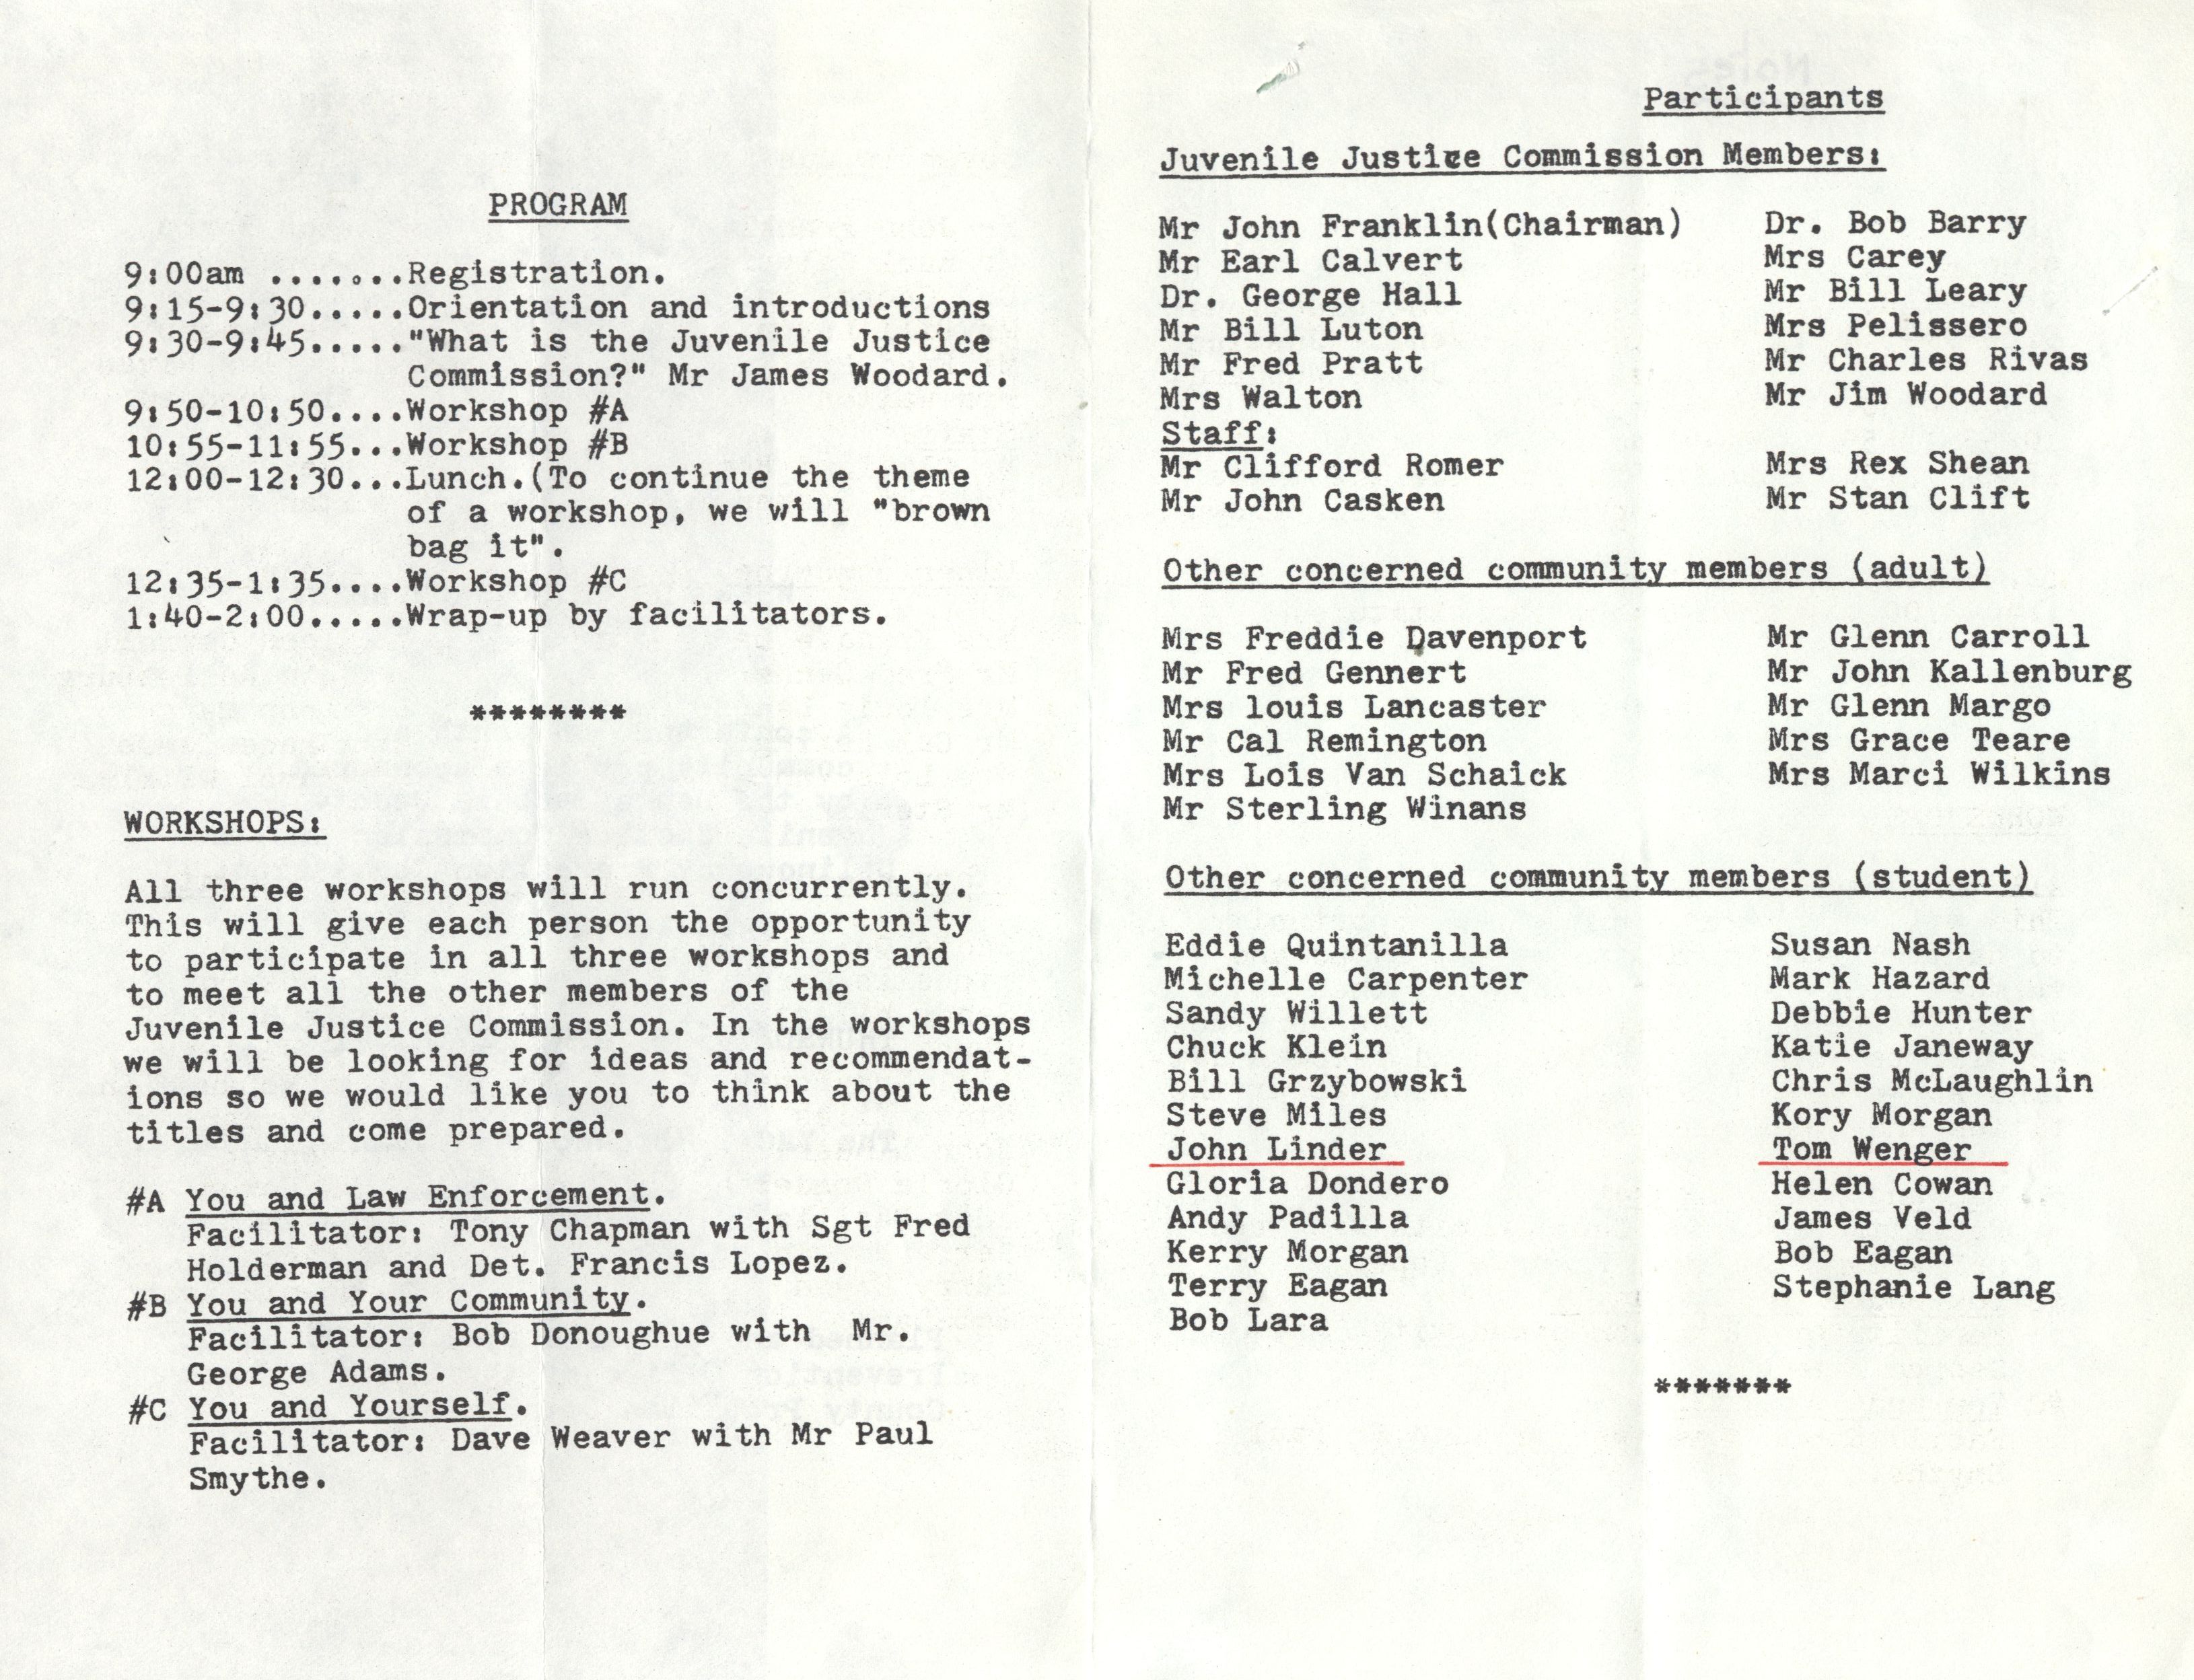 PROGRAM
9:00am .......Registration.
9:15-9:30.....Orientation and introductions
9:30-9:45....."What is the Juvenile Justice
Commission?" Mr James Woodard.
9:50-10:50....Workshop #A
10:55-11:55...Workshop #B
12:00-12:30...Lunch.(To continue the theme
of a workshop, we will "brown
bag it".
12:35-1:35....Workshop #C
1:40-2:00.....Wrap-up by facilitators.
********
WORKSHOPS:
All three workshops will run concurrently.
This will give each person the opportunity
to participate in all three workshops and
to meet all the other members of the
Juvenile Justice Commission. In the workshops
we will be looking for ideas and recommendat-
ions so we would like you to think about the
titles and come prepared.
#A You and Law Enforcement.
Facilitator: Tony Chapman with Sgt Fred
Holderman and Det. Francis Lopez.
#B You and Your Community.
Facilitator: Bob Donoughue with Mr.
George Adams.
#C You and Yourself.
Facilitator: Dave Weaver with Mr Paul
Smythe.
Participants
Juvenile Justice Commission Members:
Mr John Franklin(Chairman) Dr. Bob Barry
Mr Earl Calvert Mrs Carey
Dr. George Hall Mr Bill Leary
Mr Bill Luton Mrs Pelissero
Mr Fred Pratt Mr Charles Rivas
Mrs Walton Mr Jim Woodard
Staff:
Mr Clifford Romer Mrs Rex Shean
Mr John Casken Mr Stan Clift
Other concerned community members (adult)
Mrs Freddie Davenport Mr Glenn Carroll
Mr Fred Gennert Mr John Kallenburg
Mrs louis Lancaster Mr Glenn Margo
Mr Cal Remington Mrs Grace Teare
Mrs Lois Van Schaick Mrs Marci Wilkins
Mr Sterling Winans
Other concerned community members (student)
Eddie Quintanilla Susan Nash
Michelle Carpenter Mark Hazard
Sandy Willett Debbie Hunter
Chuck Klein Katie Janeway
Bill Grzybowski Chris McLaughlin
Steve Miles Kory Morgan
John Linder Tom Wenger
Gloria Dondero Helen Cowan
Andy Padilla James Veld
Kerry Morgan Bob Eagan
Terry Eagan Stephanie Lang
Bob Lara
*******